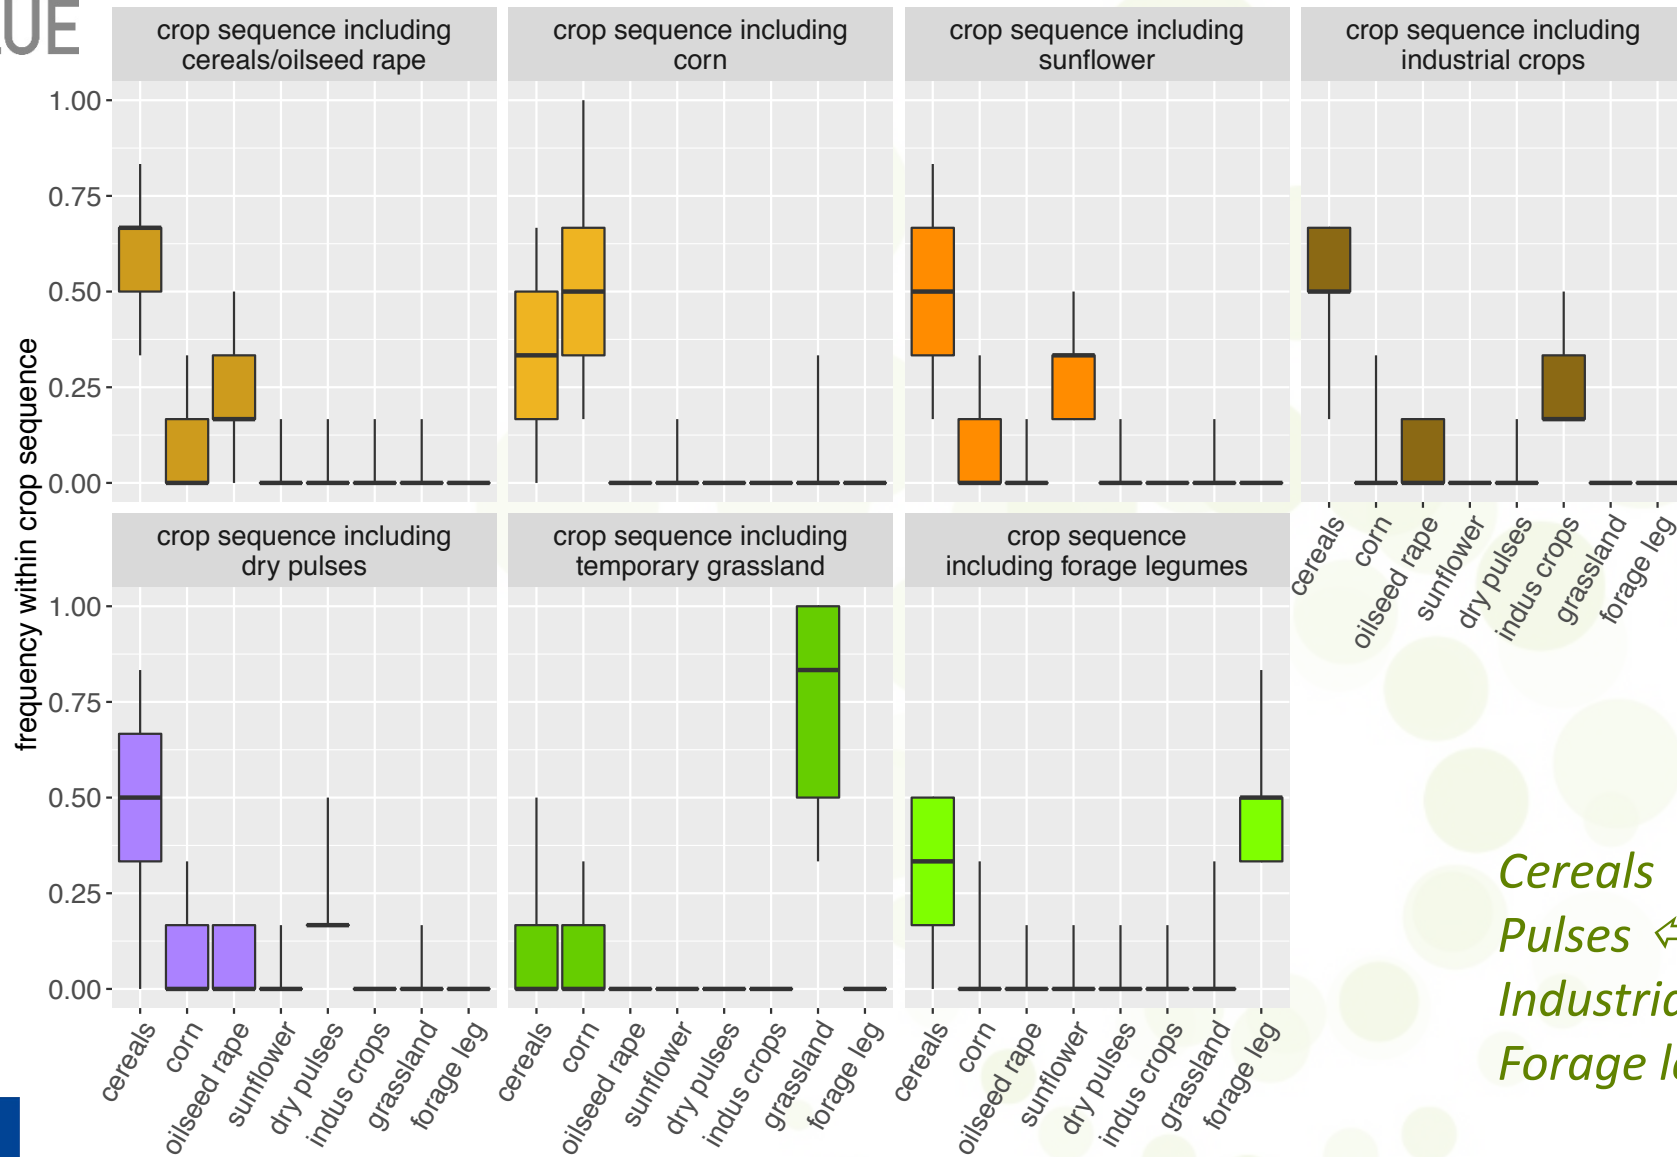 crop sequence including
cereals/oilseed rape
crop sequence including
corn
crop sequence including
sunflower
crop sequence including
industrial crops
1.00
0.75
0.50
0.25
0.00
frequency within crop sequence
cereals
corn
oilseed rape
sunflower
dry pulses
indus crops
grassland
forage leg
crop sequence including
dry pulses
crop sequence including
temporary grassland
crop sequence
including forage legumes
1.00
0.75
0.50
0.25
0.00
cereals
corn
oilseed rape
sunflower
dry pulses
indus crops
grassland
forage leg
cereals
corn
oilseed rape
sunflower
dry pulses
indus crops
grassland
forage leg
cereals
corn
oilseed rape
sunflower
dry pulses
indus crops
grassland
forage leg
Cereals
Pulses ⇦
Forage